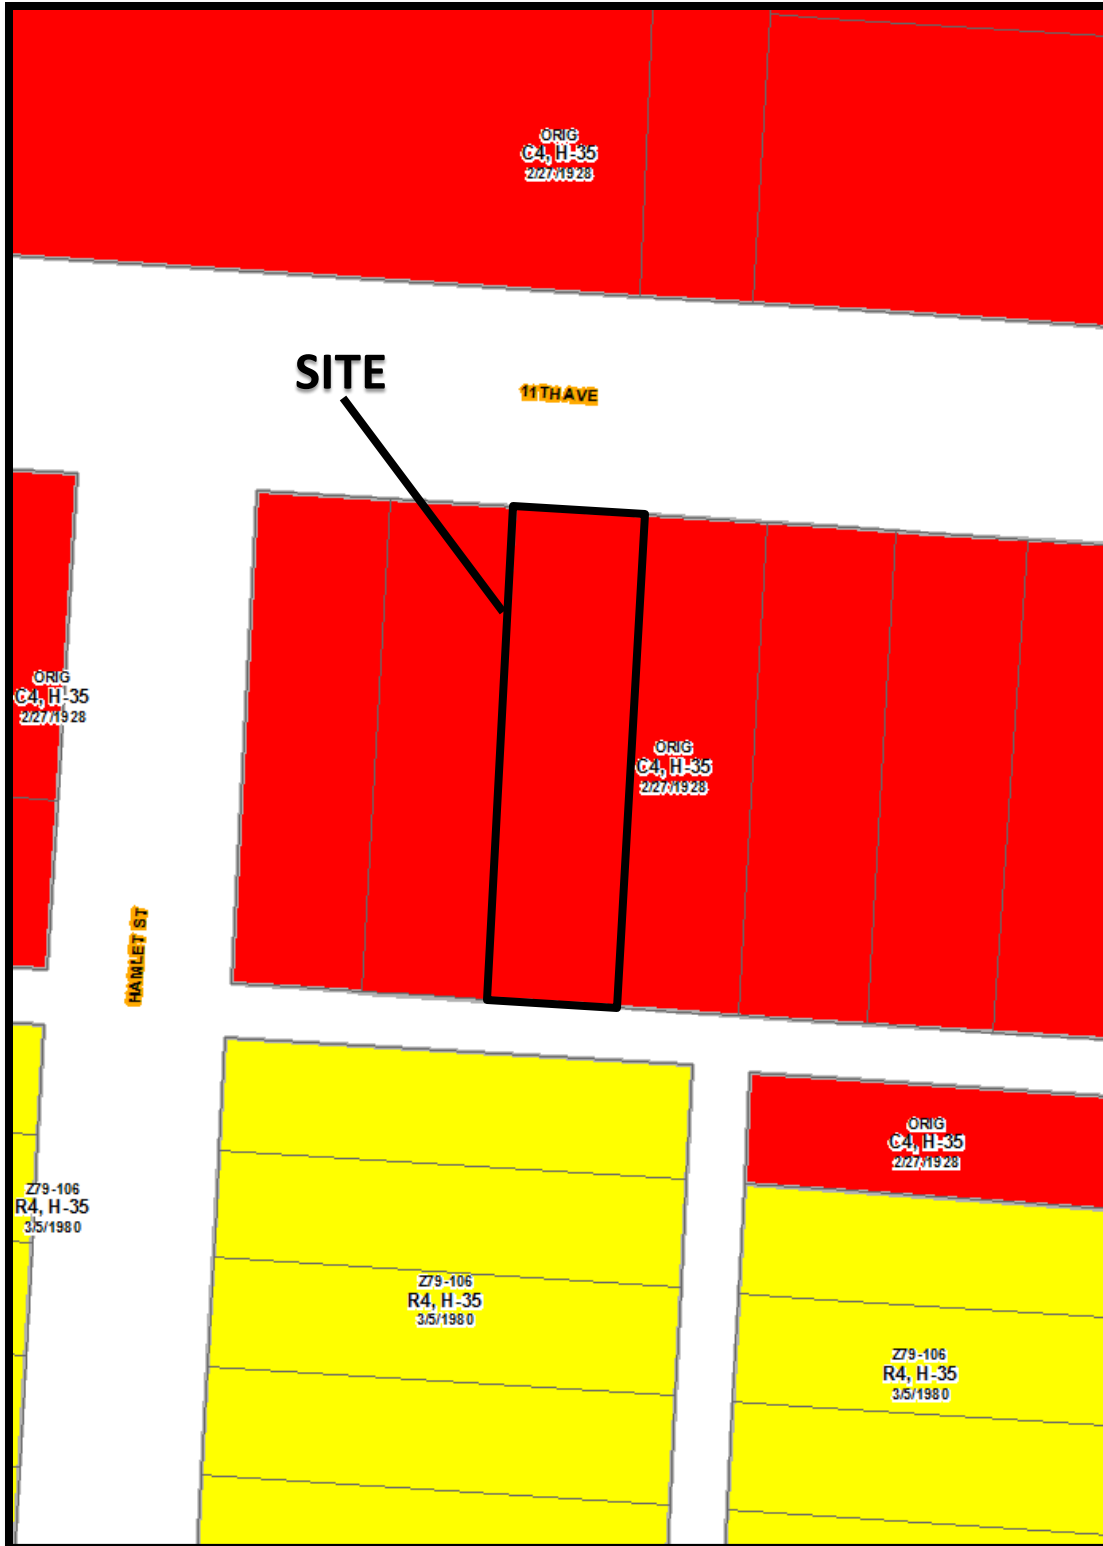 ORIG
C4, H-35
2/27/1928
SITE
11TH AVE
ORIG
C4, H-35
2/27/1928
ORIG
C4, H-35
2/27/1928
HAMLET ST
ORIG
C4, H-35
2/27/1928
Z79-106
R4, H-35
3/5/1980
Z79-106
R4, H-35
3/5/1980
Z79-106
R4, H-35
3/5/1980